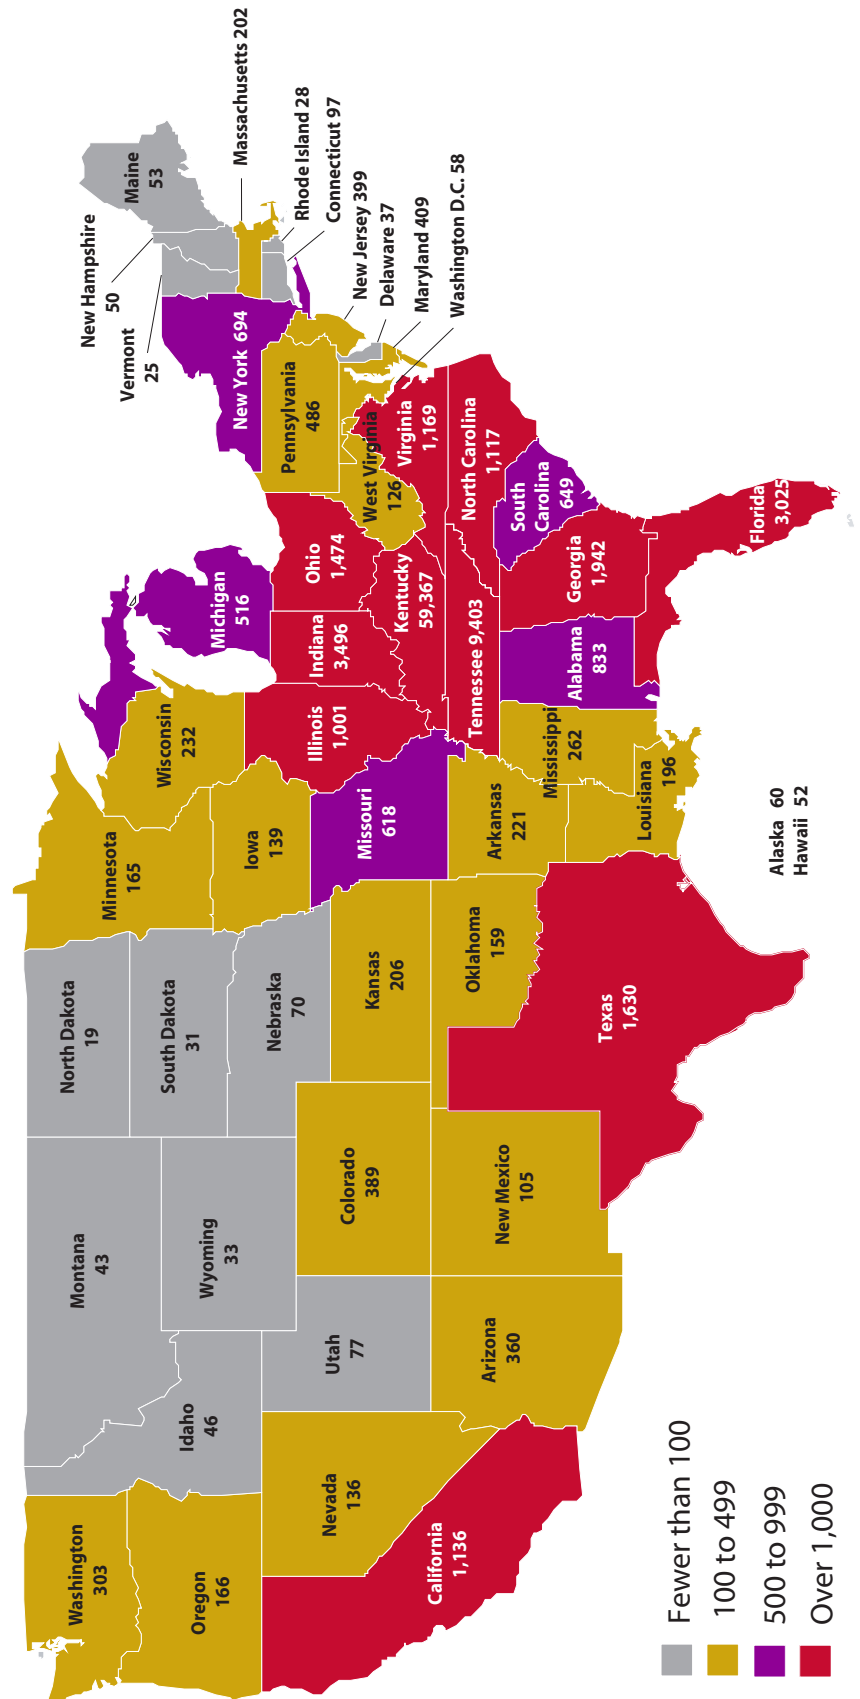 Washington
303
Oregon
166
California
1,136
Nevada
136
Idaho
46
Montana
43
Wyoming
33
Utah
77
Arizona
360
Colorado
389
New Mexico
105
North Dakota
19
South Dakota
31
Nebraska
70
Kansas
206
Oklahoma
159
Texas
1,630
Minnesota
165
Iowa
139
Missouri
618
Arkansas
221
Louisiana
196
Wisconsin
232
Illinois
1,001
Michigan
516
Indiana
3,496
Ohio
1,474
Kentucky
59,367
Tennessee 9,403
Mississippi
262
Alabama
833
Georgia
1,942
Florida
3,025
South
Carolina
649
North Carolina
1,117
Virginia
1,169
West Virginia
126
Pennsylvania
486
New York 694
Vermont
25
New Hampshire
50
Maine
53
Massachusetts 202
Rhode Island 28
Connecticut 97
New Jersey 399
Delaware 37
Maryland 409
Washington D.C. 58
Alaska 60
Hawaii 52
Fewer than 100
100 to 499
500 to 999
Over 1,000